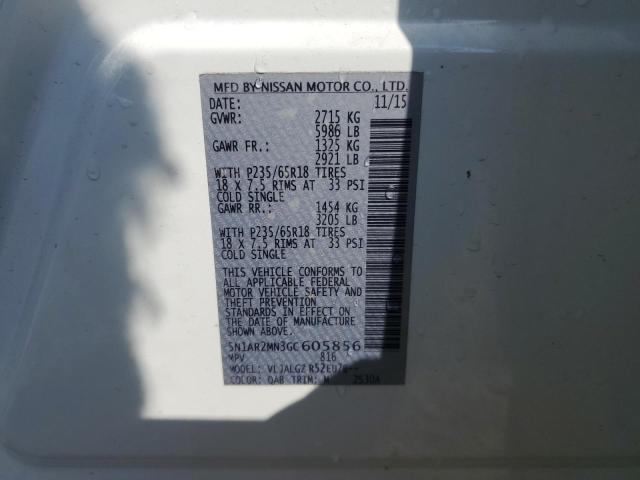 MFD BY NISSAN MOTOR CO., LTD.
DATE: 11/15
GVWR: 2715 KG
5986 LB
GAWR FR.: 1325 KG
2921 LB
WITH P235/65R18 TIRES
18 X 7.5 RIMS AT 33 PSI
COLD SINGLE
GAWR RR.: 1454 KG
3205 LB
WITH P235/65R18 TIRES
18 X 7.5 RIMS AT 33 PSI
COLD SINGLE
THIS VEHICLE CONFORMS TO
ALL APPLICABLE FEDERAL
MOTOR VEHICLE SAFETY AND
THEFT PREVENTION
STANDARDS IN EFFECT ON
THE DATE OF MANUFACTURE
SHOWN ABOVE.
5N1AR2MN3GC605856
MPV 816
MODEL:
COLOR: QAB TRIM: